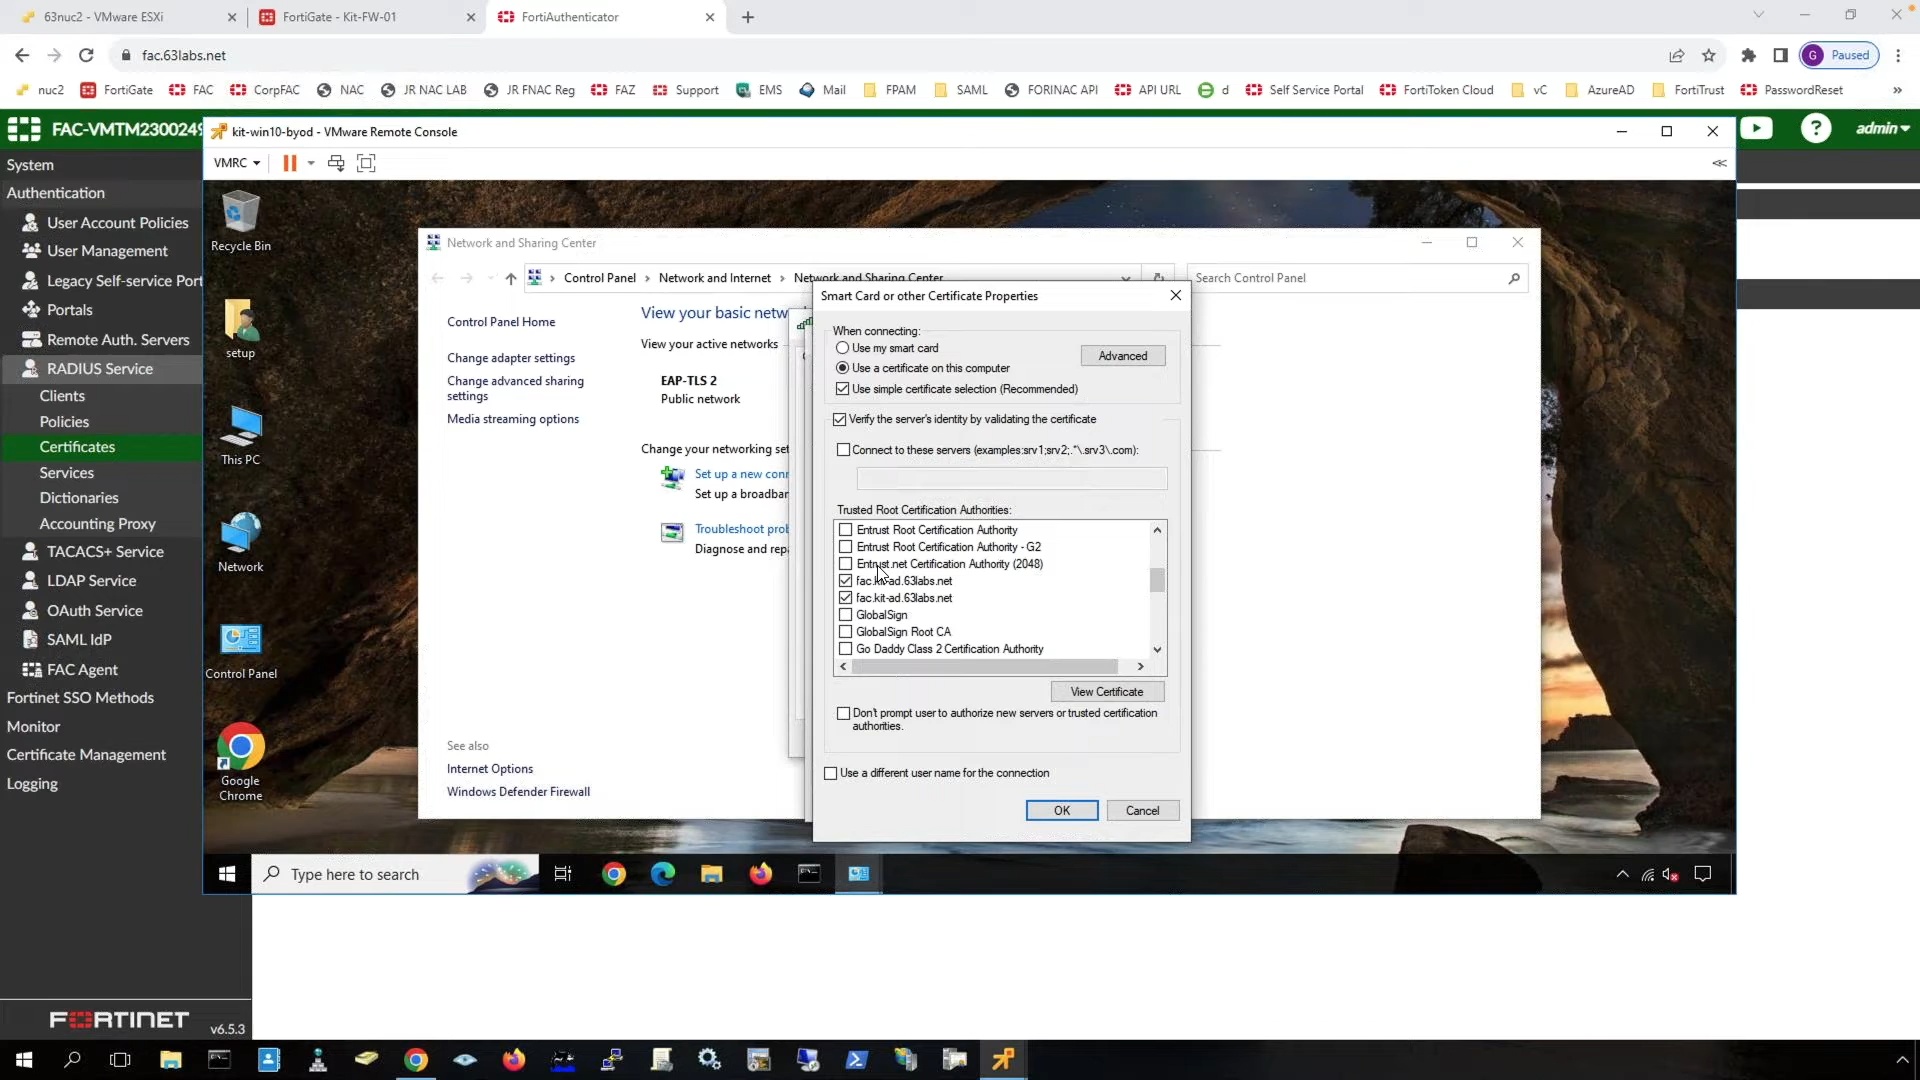 63nuc2 - VMware ESXi
FortiGate - Kit-FW-01
FortiAuthenticator
fac.63labs.net
G Paused
nuc2
FortiGate
FAC
CorpFAC
NAC
JR NAC LAB
JR FNAC Reg
FAZ
Support
EMS
Mail
FPAM
SAML
FORINAC API
API URL
d
Self Service Portal
FortiToken Cloud
vC
AzureAD
FortiTrust
PasswordReset
»
FAC-VMTM2300249
admin
System
Authentication
User Account Policies
User Management
Legacy Self-service Port
Portals
Remote Auth. Servers
RADIUS Service
Clients
Policies
Certificates
Services
Dictionaries
Accounting Proxy
TACACS+ Service
LDAP Service
OAuth Service
SAML IdP
FAC Agent
Fortinet SSO Methods
Monitor
Certificate Management
Logging
FORTINET
v6.5.3
kit-win10-byod - VMware Remote Console
VMRC
Recycle Bin
setup
This PC
Network
Control Panel
Google
Chrome
Network and Sharing Center
Control Panel > Network and Internet > Network and Sharing Center
Search Control Panel
Control Panel Home
Change adapter settings
Change advanced sharing
settings
Media streaming options
See also
Internet Options
Windows Defender Firewall
View your basic netw
View your active networks
EAP-TLS 2
Public network
Change your networking set
Set up a new conn
Set up a broadban
Troubleshoot prob
Diagnose and repa
Smart Card or other Certificate Properties
When connecting:
Use my smart card
Advanced
Use a certificate on this computer
Use simple certificate selection (Recommended)
Verify the server's identity by validating the certificate
Connect to these servers (examples:srv1;srv2;.*\.srv3\.com):
Trusted Root Certification Authorities:
Entrust Root Certification Authority
Entrust Root Certification Authority - G2
Entrust.net Certification Authority (2048)
fac.kit-ad.63labs.net
fac.kit-ad.63labs.net
GlobalSign
GlobalSign Root CA
Go Daddy Class 2 Certification Authority
View Certificate
Don't prompt user to authorize new servers or trusted certification
authorities.
Use a different user name for the connection
OK
Cancel
Type here to search